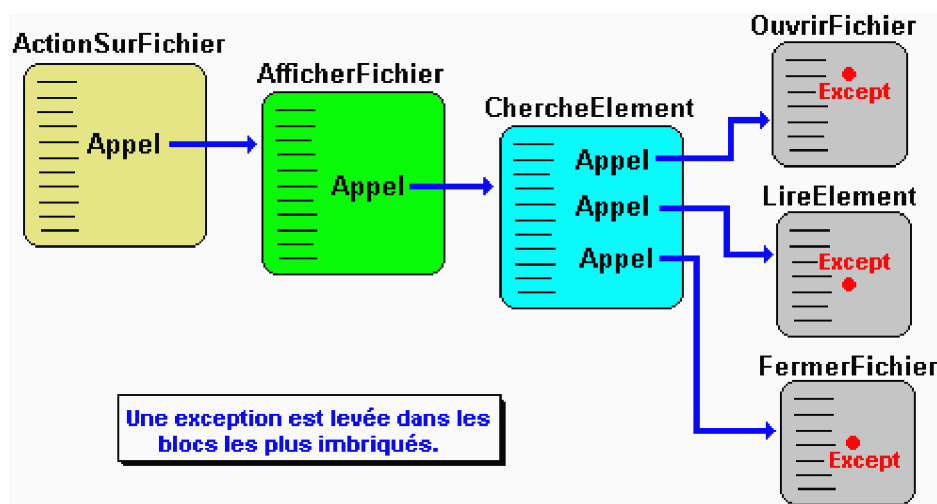 ActionSurFichier
Appel
AfficherFichier
Appel
ChercheElement
Appel
Appel
Appel
OuvrirFichier
Except
LireElement
Except
FermerFichier
Except
Une exception est levée dans les
blocs les plus imbriqués.